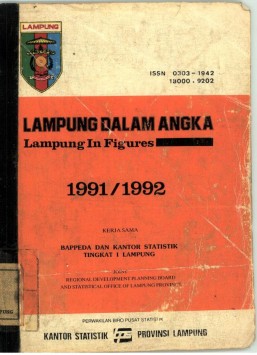 LAMPUNG
ISSN 0303-1942
18000.9202
LAMPUNG DALAM ANGKA
Lampung In Figures
1991/1992
KERJA SAMA
BAPPEDA DAN KANTOR STATISTIK
TINGKAT I LAMPUNG
REGIONAL DEVELOPMENT PLANNING BOARD
AND STATISTICAL OFFICE OF LAMPUNG PROVINCE
PERWAKILAN BIRO PUSAT STATISTIK
KANTOR STATISTIK PROVINSI LAMPUNG